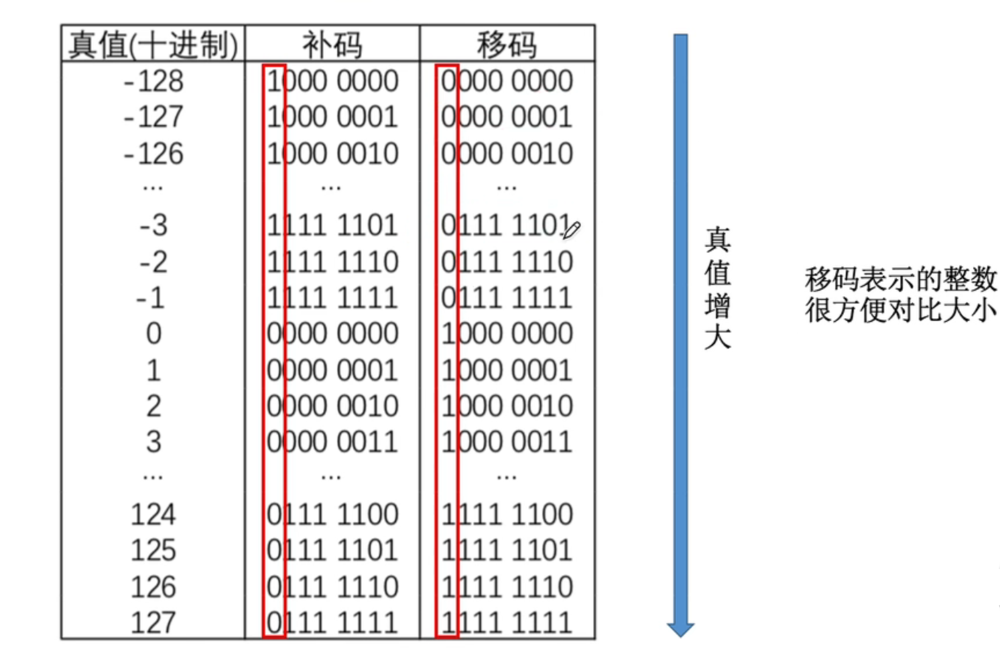 真值(十进制) 补码 移码
-128 1000 0000 0000 0000
-127 1000 0001 0000 0001
-126 1000 0010 0000 0010
... ... ...
-3 1111 1101 0111 1101
-2 1111 1110 0111 1110
-1 1111 1111 0111 1111
0 0000 0000 1000 0000
1 0000 0001 1000 0001
2 0000 0010 1000 0010
3 0000 0011 1000 0011
... ... ...
124 0111 1100 1111 1100
125 0111 1101 1111 1101
126 0111 1110 1111 1110
127 0111 1111 1111 1111
真值增大
移码表示的整数
很方便对比大小